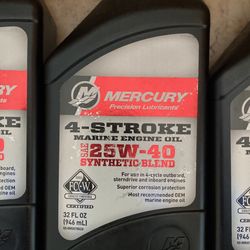 MERCURY
Precision Lubricants
4-STROKE
MARINE ENGINE OIL
SAE 25W-40
SYNTHETIC-BLEND
For use in 4-cycle outboard,
sterndrive and inboard engines
Superior corrosion protection
Most recommended OEM
marine engine oil
FC-W
CERTIFIED
32 FL OZ
(946 mL)